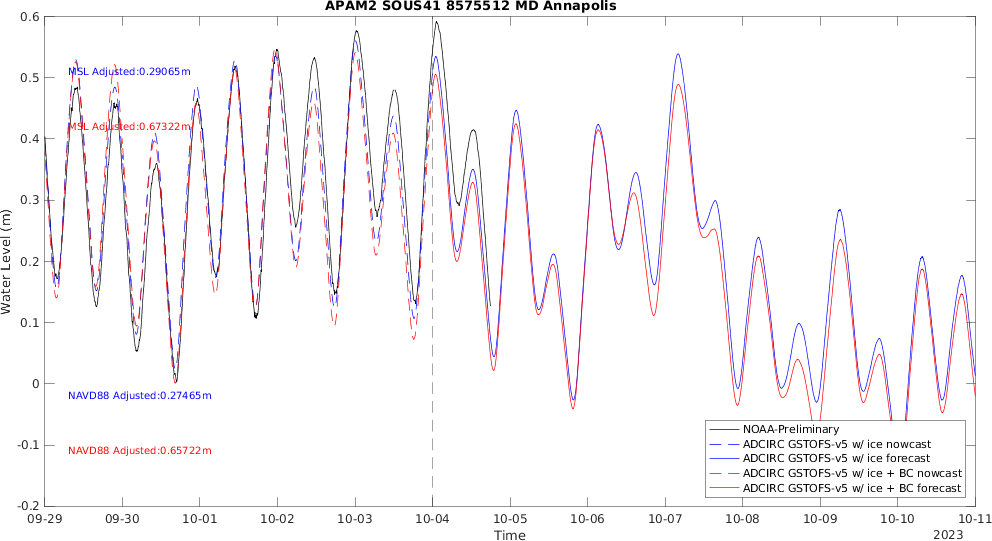 APAM2 SOUS41 8575512 MD Annapolis
0.6
0.5
0.4
0.3
0.2
0.1
0
-0.1
-0.2
Water Level (m)
MSL Adjusted:0.29065m
MSL Adjusted:0.67322m
NAVD88 Adjusted:0.27465m
NAVD88 Adjusted:0.65722m
NOAA-Preliminary
ADCIRC GSTOFS-v5 w/ ice nowcast
ADCIRC GSTOFS-v5 w/ ice forecast
ADCIRC GSTOFS-v5 w/ ice + BC nowcast
ADCIRC GSTOFS-v5 w/ ice + BC forecast
09-29 09-30 10-01 10-02 10-03 10-04 10-05 10-06 10-07 10-08 10-09 10-10 10-11
Time
2023